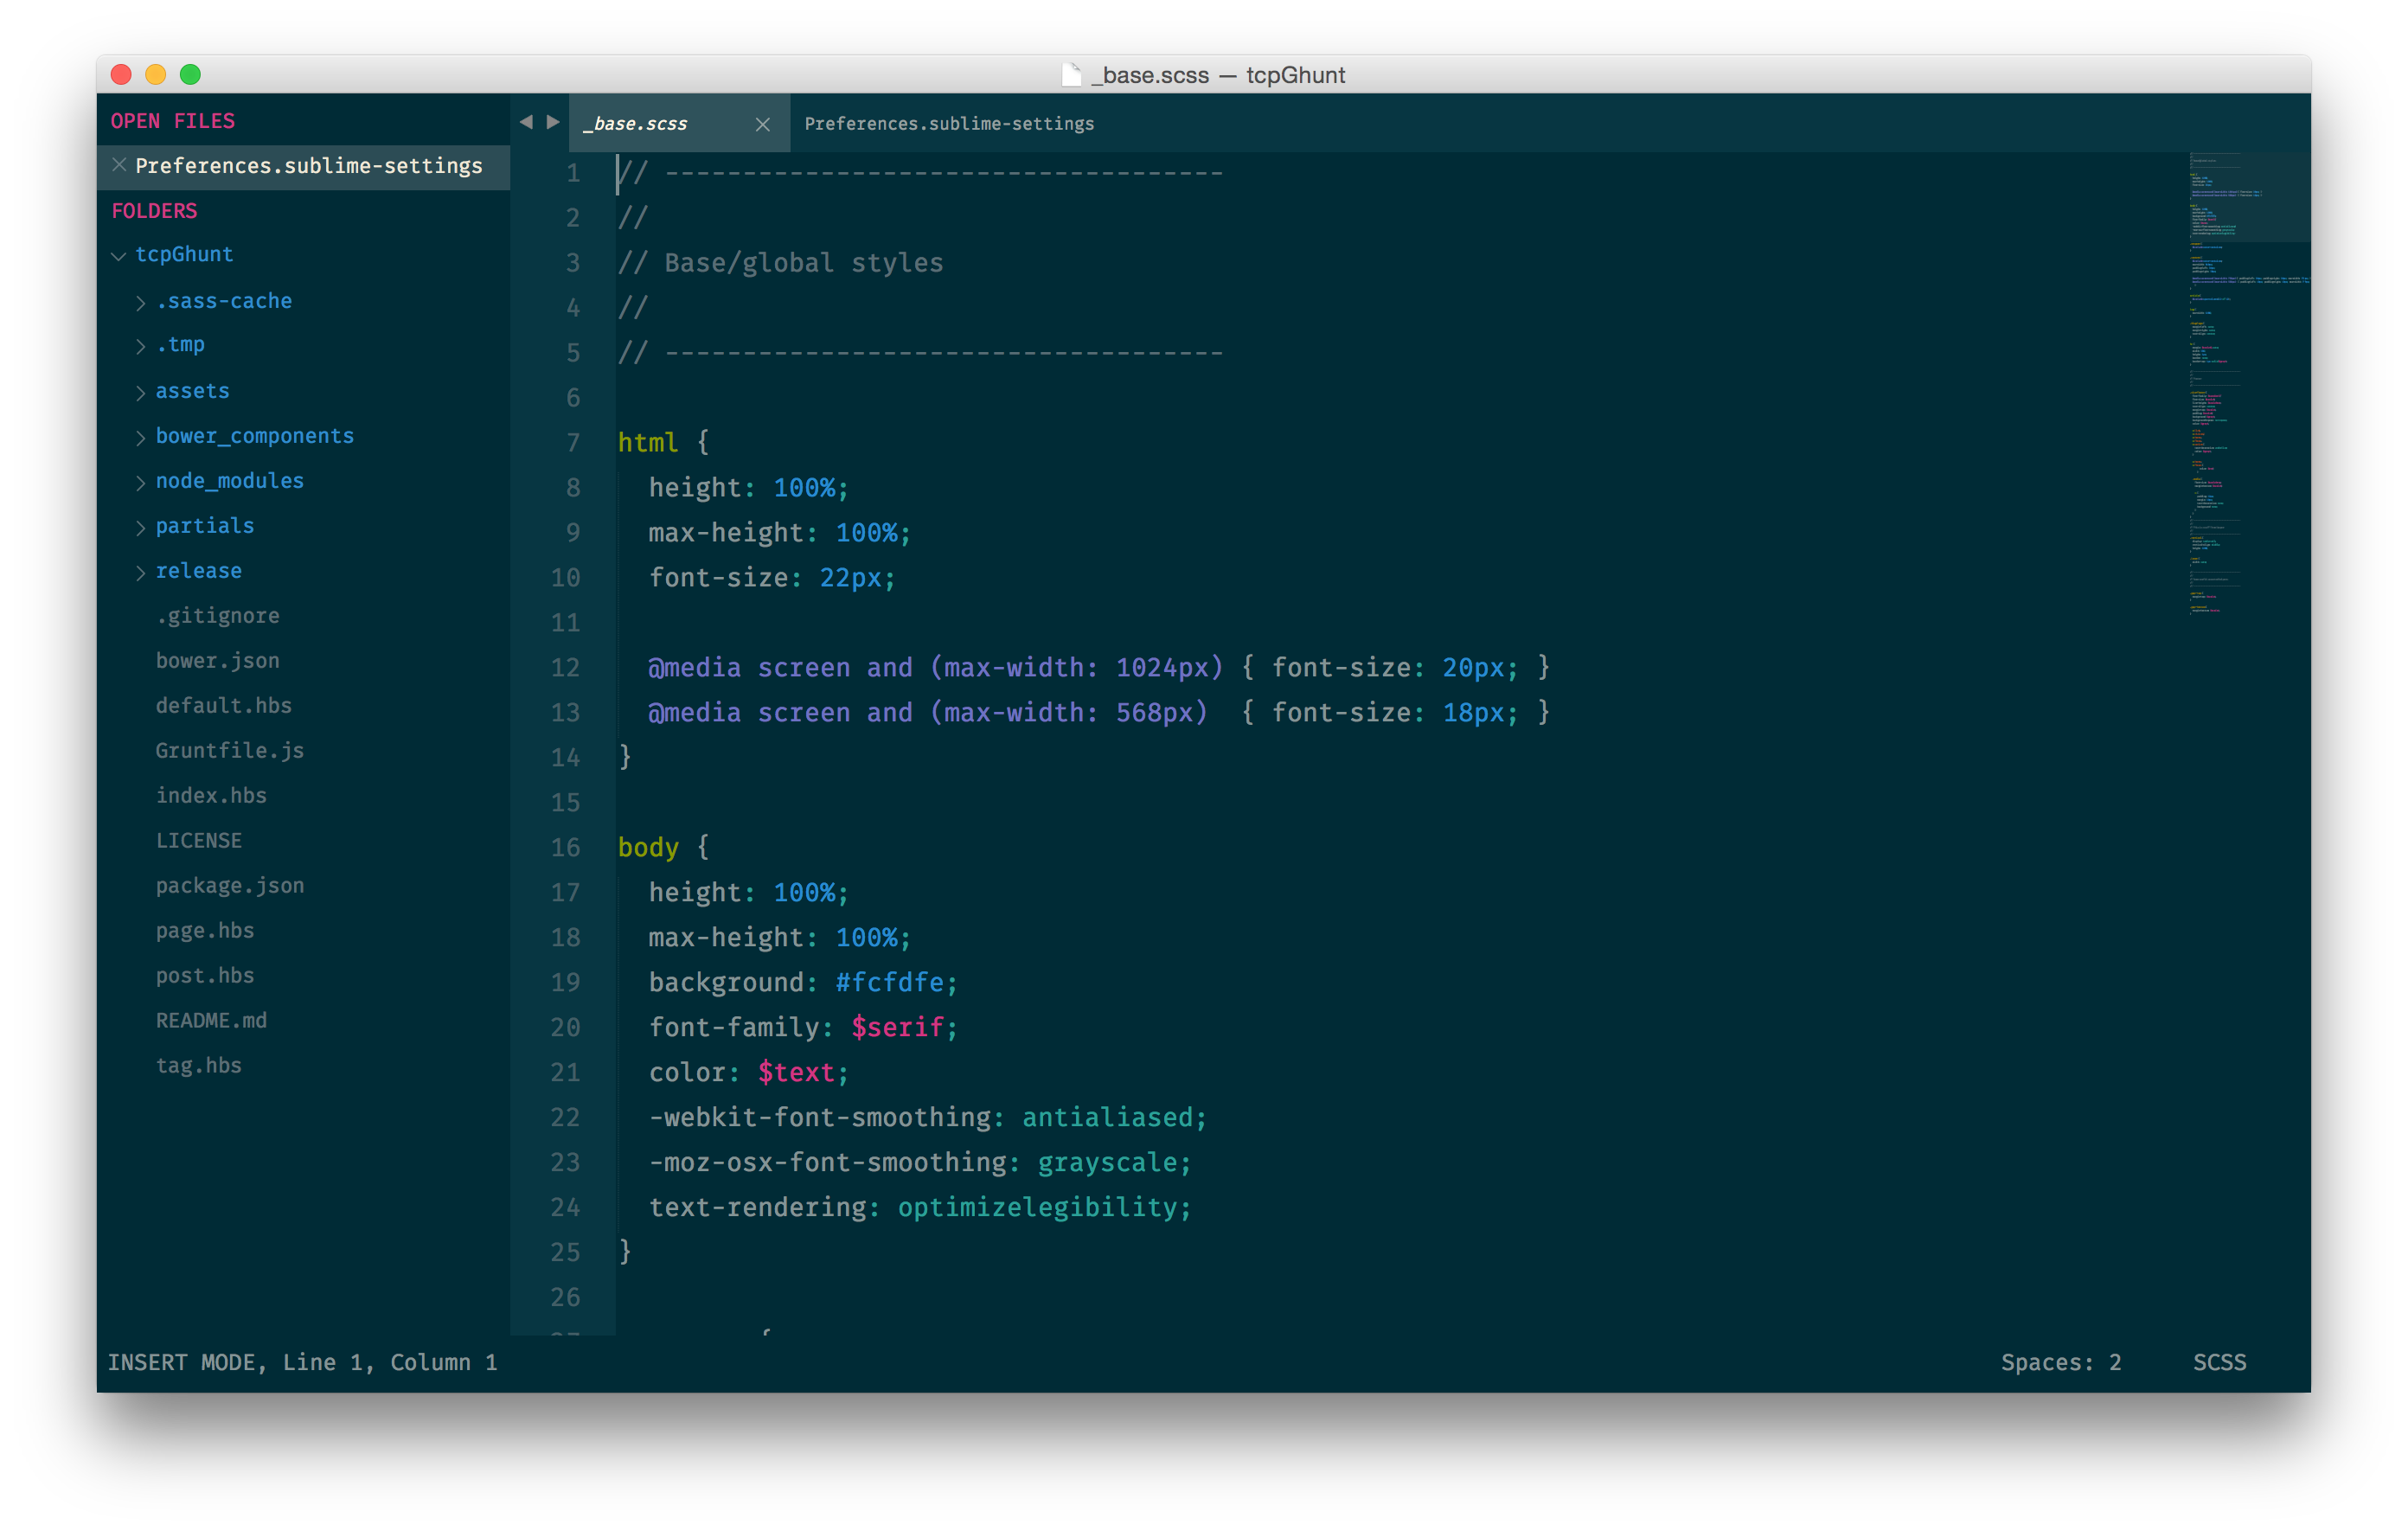 _base.scss — tcpGhunt
OPEN FILES
Preferences.sublime-settings
FOLDERS
tcpGhunt
.sass-cache
.tmp
assets
bower_components
node_modules
partials
release
.gitignore
bower.json
default.hbs
Gruntfile.js
index.hbs
LICENSE
package.json
page.hbs
post.hbs
README.md
tag.hbs
_base.scss
Preferences.sublime-settings
1 // ------------------------------------
2 //
3 // Base/global styles
4 //
5 // ------------------------------------
6
7 html {
8   height: 100%;
9   max-height: 100%;
10   font-size: 22px;
11
12   @media screen and (max-width: 1024px) { font-size: 20px; }
13   @media screen and (max-width: 568px)  { font-size: 18px; }
14 }
15
16 body {
17   height: 100%;
18   max-height: 100%;
19   background: #fcfdfe;
20   font-family: $serif;
21   color: $text;
22   -webkit-font-smoothing: antialiased;
23   -moz-osx-font-smoothing: grayscale;
24   text-rendering: optimizelegibility;
25 }
26
INSERT MODE, Line 1, Column 1
Spaces: 2
SCSS